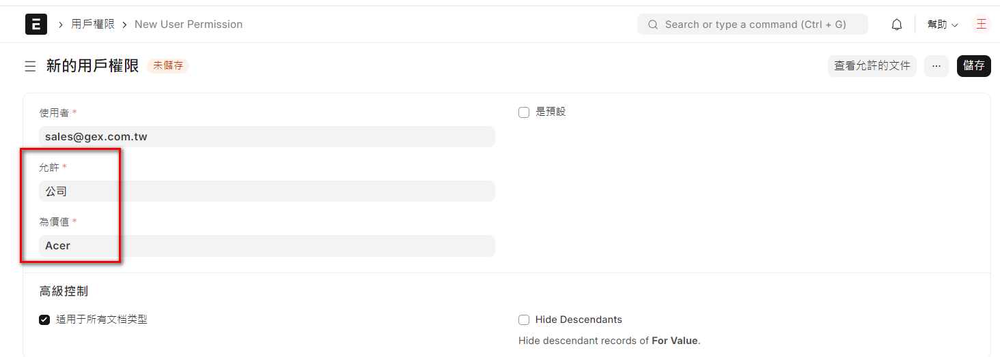 E > 用戶權限 > New User Permission Search or type a command (Ctrl + G) 幫助 王
新的用戶權限 未儲存 查看允許的文件 ... 儲存
使用者 * 是預設
sales@gex.com.tw
允許 *
公司
為價值 *
Acer
高級控制
适用于所有文档类型 Hide Descendants
Hide descendant records of For Value.